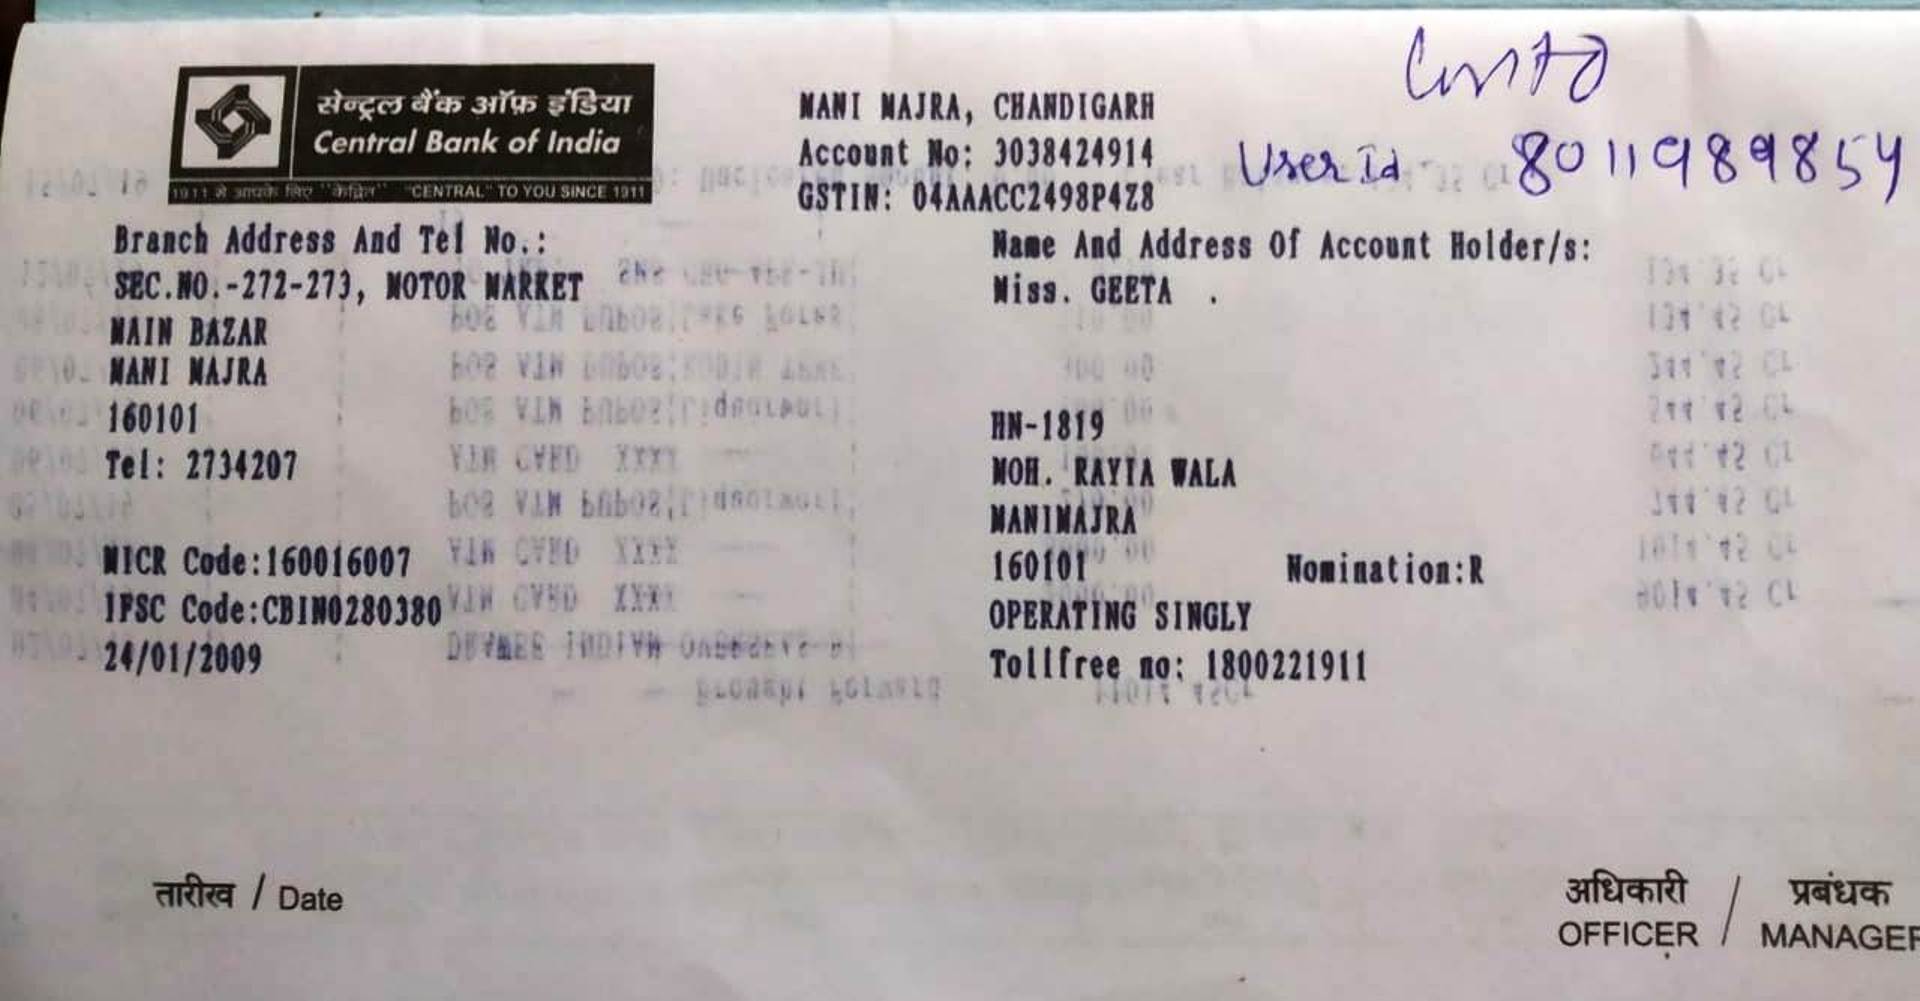 सेन्ट्रल बैंक ऑफ़ इंडिया
Central Bank of India
1911 से आपके लिए "केंद्रित" "CENTRAL" TO YOU SINCE 1911
MANI MAJRA, CHANDIGARH
Account No: 3038424914
GSTIN: 04AAACC2498P4Z8
User Id 8011989854
Branch Address And Tel No.:
SEC.NO.-272-273, MOTOR MARKET
MAIN BAZAR
MANI MAJRA
160101
Tel: 2734207
MICR Code:160016007
IFSC Code:CBIN0280380
24/01/2009
Name And Address Of Account Holder/s:
Miss. GEETA .
HN-1819
MOH. RAYIA WALA
MANIMAJRA
160101 Nomination:R
OPERATING SINGLY
Tollfree no: 1800221911
तारीख / Date
अधिकारी / प्रबंधक
OFFICER / MANAGER